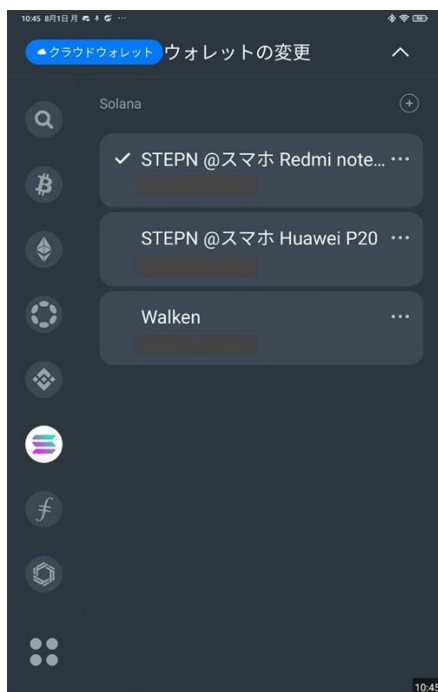 10:45 8月1日 月
クラウドウォレット ウォレットの変更
Solana
STEPN @スマホ Redmi note…
STEPN @スマホ Huawei P20
Walken
10:45